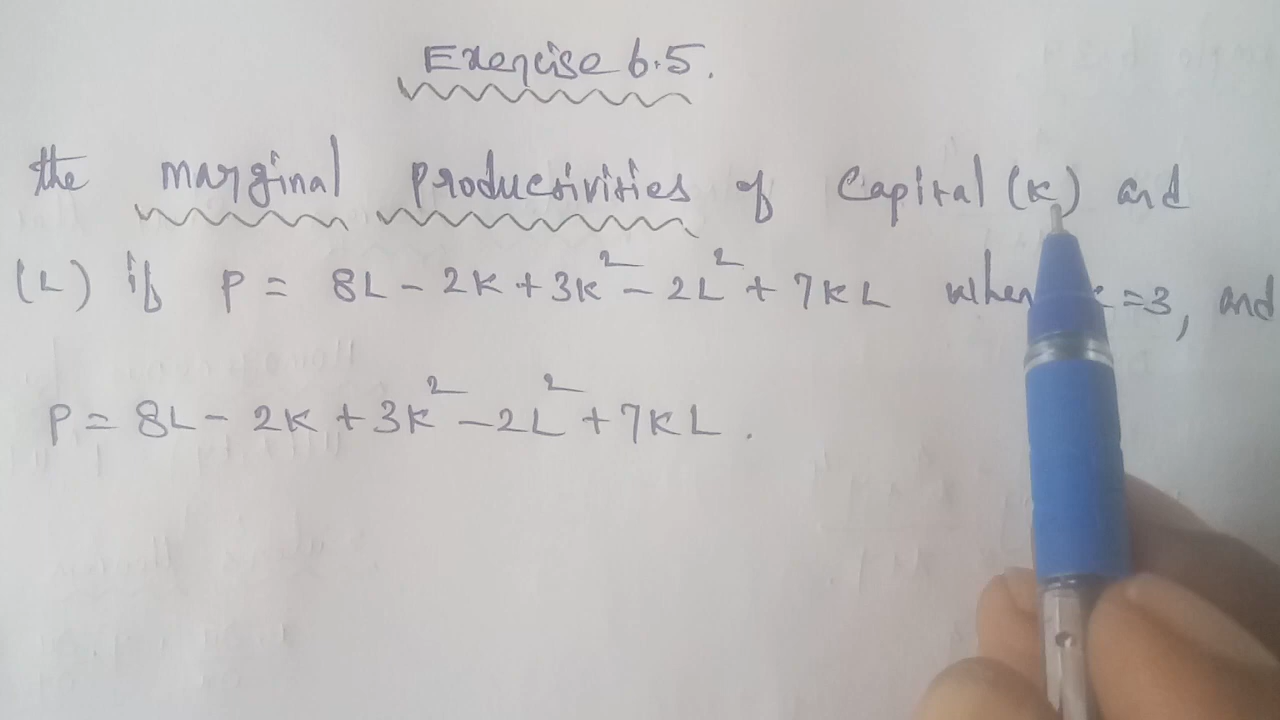 Exercise 6.5.
the marginal productivities of Capital (K) and
(L) if P = 8L - 2K + 3K² - 2L² + 7KL when =3, and
P = 8L - 2K + 3K² - 2L² + 7KL.